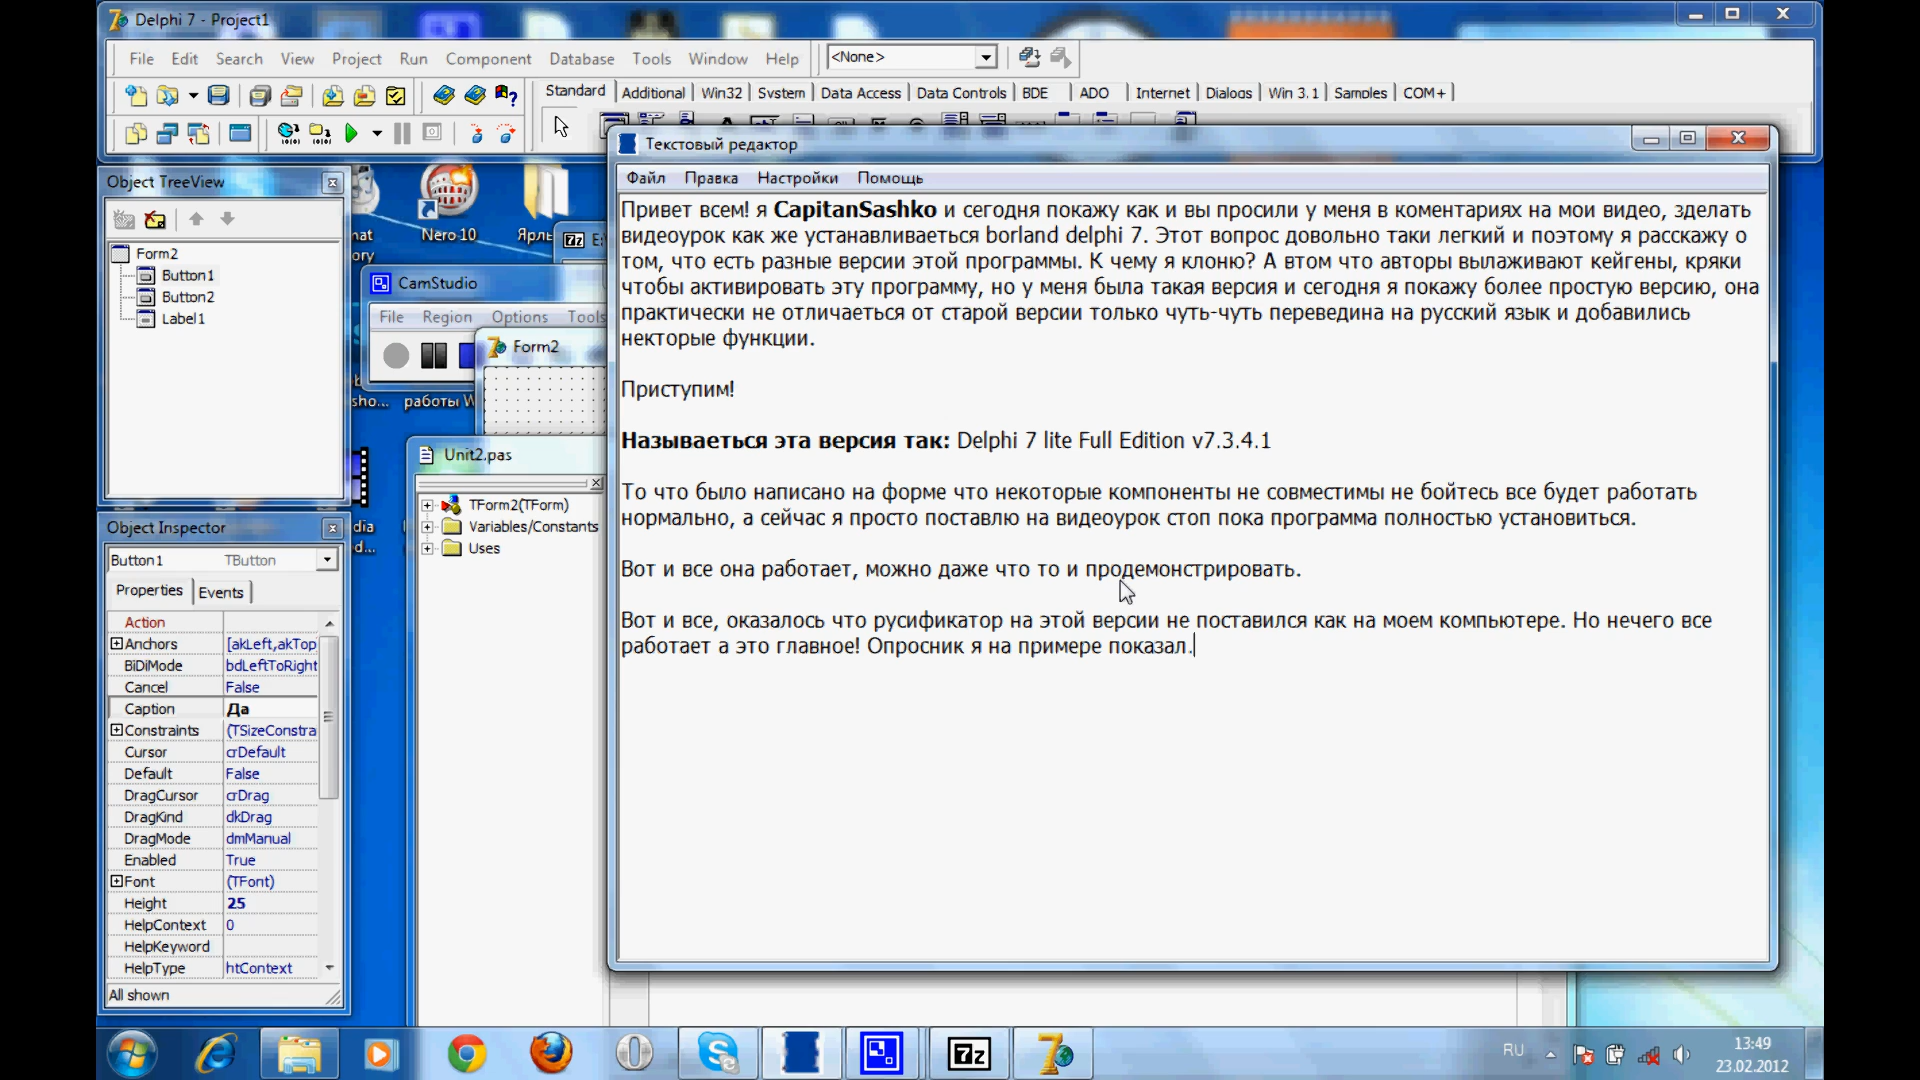 Delphi 7 - Project1
File Edit Search View Project Run Component Database Tools Window Help
<None>
Standard Additional Win32 System Data Access Data Controls BDE ADO Internet Dialogs Win 3.1 Samples COM+
Object TreeView
Form2
Button1
Button2
Label1
Nero 10
CamStudio
File Region Options Tools
Form2
работы
Unit2.pas
TForm2(TForm)
Variables/Constants
Uses
Object Inspector
Button1 TButton
Properties Events
Action
Anchors [akLeft,akTop
BiDiMode bdLeftToRight
Cancel False
Caption Да
Constraints (TSizeConstra
Cursor crDefault
Default False
DragCursor crDrag
DragKind dkDrag
DragMode dmManual
Enabled True
Font (TFont)
Height 25
HelpContext 0
HelpKeyword
HelpType htContext
All shown
Текстовый редактор
Файл Правка Настройки Помощь
Привет всем! я CapitanSashko и сегодня покажу как и вы просили у меня в коментариях на мои видео, зделать
видеоурок как же устанавливаеться borland delphi 7. Этот вопрос довольно таки легкий и поэтому я расскажу о
том, что есть разные версии этой программы. К чему я клоню? А втом что авторы вылаживают кейгены, кряки
чтобы активировать эту программу, но у меня была такая версия и сегодня я покажу более простую версию, она
практически не отличаеться от старой версии только чуть-чуть переведина на русский язык и добавились
некторые функции.
Приступим!
Называеться эта версия так: Delphi 7 lite Full Edition v7.3.4.1
То что было написано на форме что некоторые компоненты не совместимы не бойтесь все будет работать
нормально, а сейчас я просто поставлю на видеоурок стоп пока программа полностью установиться.
Вот и все она работает, можно даже что то и продемонстрировать.
Вот и все, оказалось что русификатор на этой версии не поставился как на моем компьютере. Но нечего все
работает а это главное! Опросник я на примере показал.
7z
RU
13:49
23.02.2012